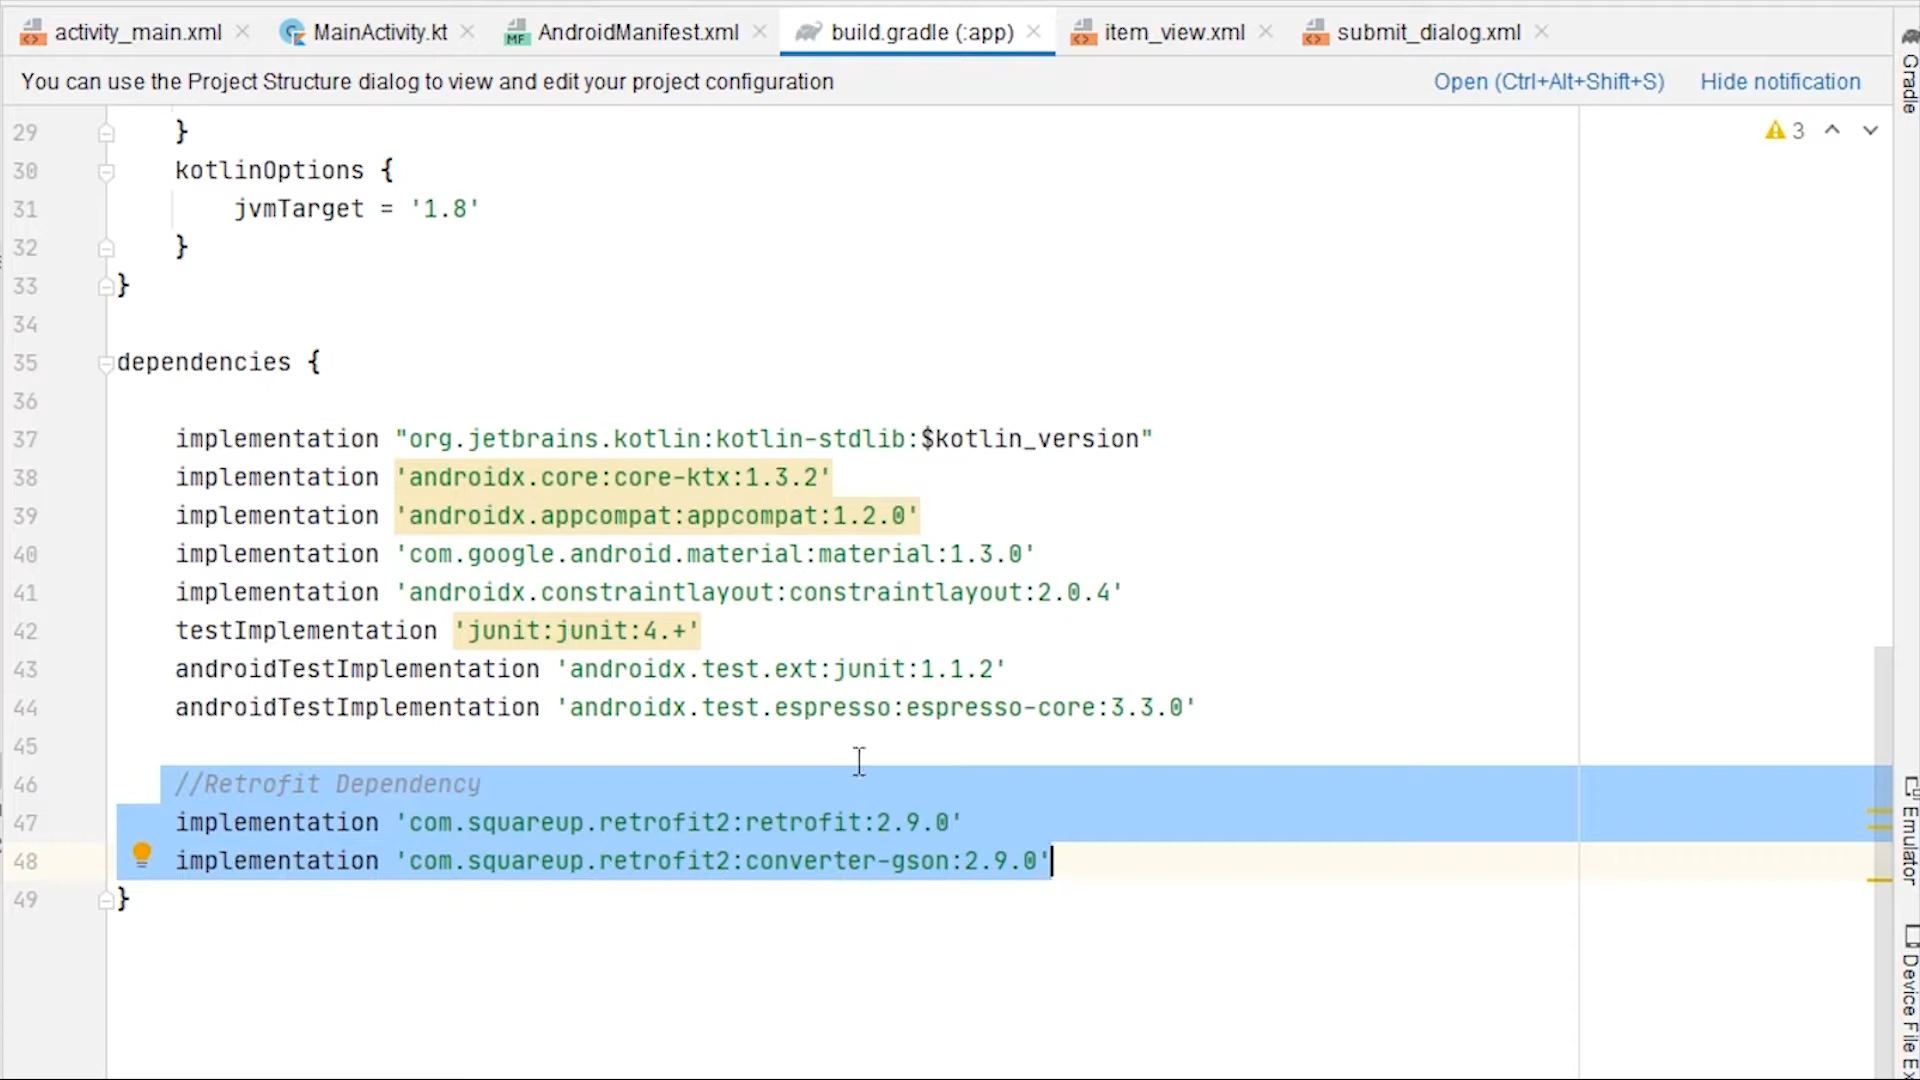 activity_main.xml MainActivity.kt AndroidManifest.xml build.gradle (:app) item_view.xml submit_dialog.xml
You can use the Project Structure dialog to view and edit your project configuration Open (Ctrl+Alt+Shift+S) Hide notification
29 }
30 kotlinOptions {
31 jvmTarget = '1.8'
32 }
33 }
34
35 dependencies {
36
37 implementation "org.jetbrains.kotlin:kotlin-stdlib:$kotlin_version"
38 implementation 'androidx.core:core-ktx:1.3.2'
39 implementation 'androidx.appcompat:appcompat:1.2.0'
40 implementation 'com.google.android.material:material:1.3.0'
41 implementation 'androidx.constraintlayout:constraintlayout:2.0.4'
42 testImplementation 'junit:junit:4.+'
43 androidTestImplementation 'androidx.test.ext:junit:1.1.2'
44 androidTestImplementation 'androidx.test.espresso:espresso-core:3.3.0'
45
46 //Retrofit Dependency
47 implementation 'com.squareup.retrofit2:retrofit:2.9.0'
48 implementation 'com.squareup.retrofit2:converter-gson:2.9.0'
49 }
3
MF
Gradle
Emulator
Device File Ex